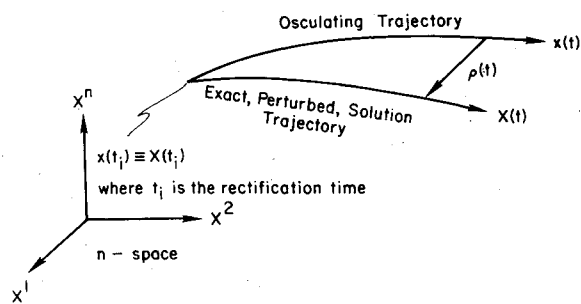 Osculating Trajectory
x(t)
ρ(t)
Exact, Perturbed, Solution
Trajectory
X(t)
Xⁿ
x(tᵢ) ≡ X(tᵢ)
where tᵢ is the rectification time
X²
n - space
X¹